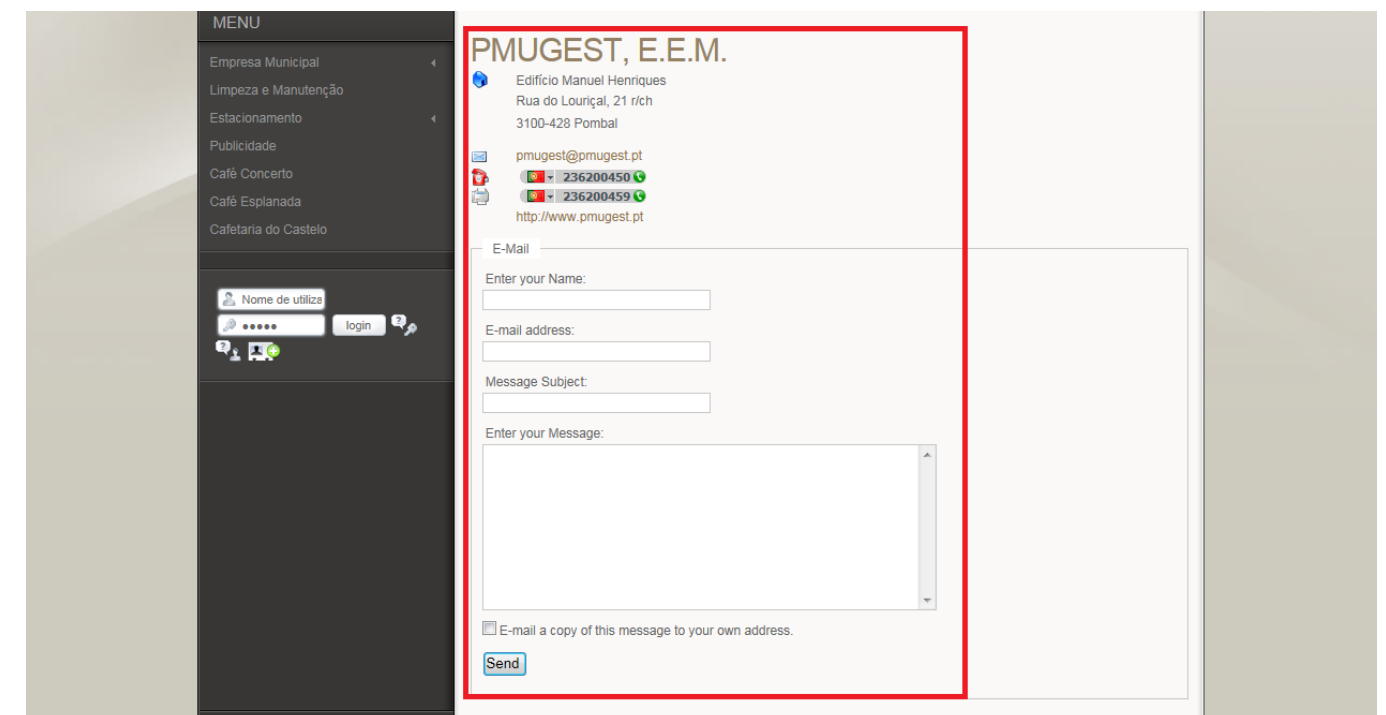 MENU
Empresa Municipal
Limpeza e Manutenção
Estacionamento
Publicidade
Café Concerto
Café Esplanada
Cafetaria do Castelo
Nome de utiliza
login
PMUGEST, E.E.M.
Edifício Manuel Henriques
Rua do Louriçal, 21 r/ch
3100-428 Pombal
pmugest@pmugest.pt
236200450
236200459
http://www.pmugest.pt
E-Mail
Enter your Name:
E-mail address:
Message Subject:
Enter your Message:
E-mail a copy of this message to your own address.
Send